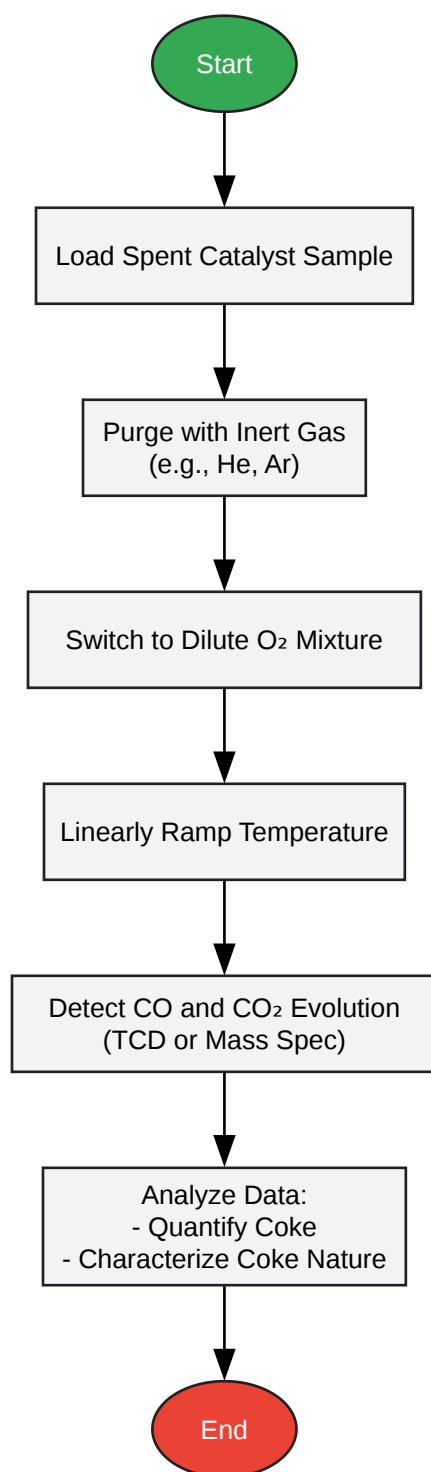 Start
Load Spent Catalyst Sample
Purge with Inert Gas
(e.g., He, Ar)
Switch to Dilute O₂ Mixture
Linearly Ramp Temperature
Detect CO and CO₂ Evolution
(TCD or Mass Spec)
Analyze Data:
- Quantify Coke
- Characterize Coke Nature
End